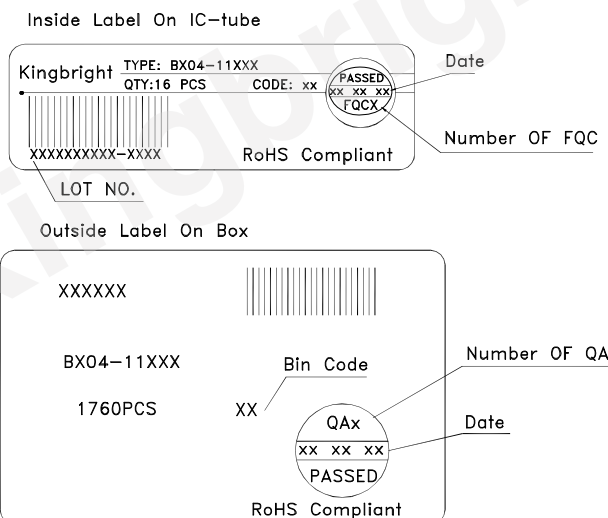 Inside Label On IC-tube
Kingbright
TYPE: BX04-11XXX
QTY:16 PCS CODE: xx
PASSED
xx xx xx
FQCX
Date
Number OF FQC
XXXXXXXXXX-XXXX
RoHS Compliant
LOT NO.
Outside Label On Box
XXXXXX
BX04-11XXX
Bin Code
Number OF QA
1760PCS
XX
QAx
Date
XX XX XX
PASSED
RoHS Compliant
Kingbright